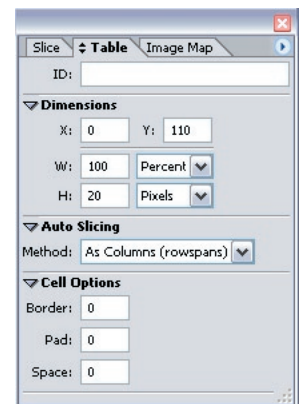 Slice Table Image Map
ID:
Dimensions
X: 0 Y: 110
W: 100 Percent
H: 20 Pixels
Auto Slicing
Method: As Columns (rowspans)
Cell Options
Border: 0
Pad: 0
Space: 0